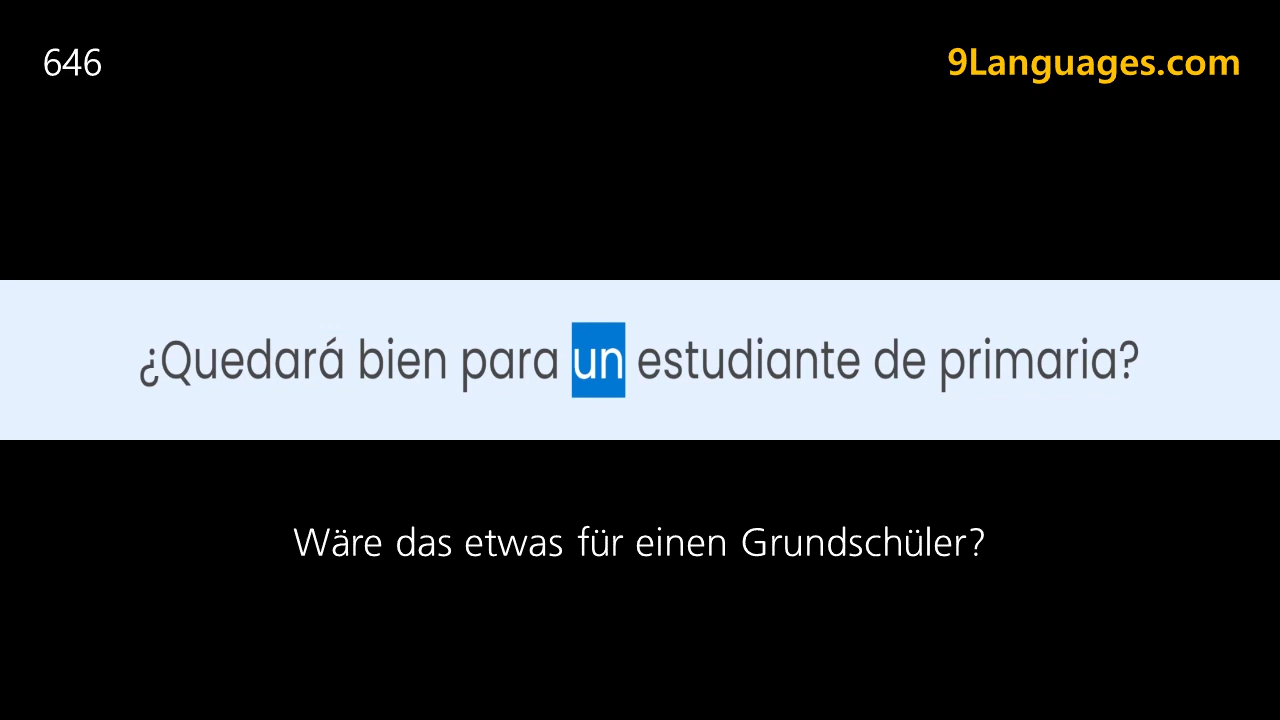 646
9Languages.com
¿Quedará bien para un estudiante de primaria?
Wäre das etwas für einen Grundschüler?